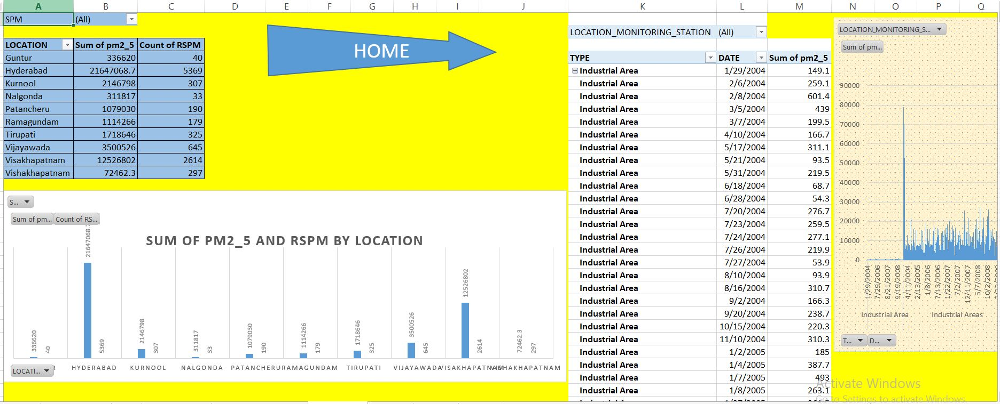 A B C D E F G H I J K L M N O P Q
SPM (All)
LOCATION Sum of pm2_5 Count of RSPM
Guntur 336620 40
Hyderabad 21647068.7 5369
Kurnool 2146798 307
Nalgonda 311817 33
Patancheru 1079030 190
Ramagundam 1114266 179
Tirupati 1718646 325
Vijayawada 3500526 645
Visakhapatnam 12526802 2614
Vishakhapatnam 72462.3 297
HOME
S...
Sum of pm... Count of RS...
SUM OF PM2_5 AND RSPM BY LOCATION
336620 40 21647068.7 5369 2146798 307 311817 33 1079030 190 1114266 179 1718646 325 3500526 645 12526802 2614 72462.3 297
HYDERABAD KURNOOL NALGONDA PATANCHERU RAMAGUNDAM TIRUPATI VIJAYAWADA VISAKHAPATNAM VISHAKHAPATNAM
LOCATI...
LOCATION_MONITORING_STATION (All)
TYPE DATE Sum of pm2_5
Industrial Area 1/29/2004 149.1
Industrial Area 2/6/2004 259.1
Industrial Area 2/8/2004 601.4
Industrial Area 3/5/2004 439
Industrial Area 3/7/2004 199.5
Industrial Area 4/10/2004 166.7
Industrial Area 5/17/2004 311.1
Industrial Area 5/21/2004 93.5
Industrial Area 5/31/2004 219.5
Industrial Area 6/18/2004 68.7
Industrial Area 6/28/2004 54.3
Industrial Area 7/20/2004 276.7
Industrial Area 7/23/2004 259.5
Industrial Area 7/24/2004 277.1
Industrial Area 7/26/2004 219.9
Industrial Area 7/27/2004 53.9
Industrial Area 8/10/2004 93.9
Industrial Area 8/16/2004 310.7
Industrial Area 9/2/2004 166.3
Industrial Area 9/20/2004 238.7
Industrial Area 10/15/2004 220.3
Industrial Area 11/10/2004 310.3
Industrial Area 1/2/2005 185
Industrial Area 1/4/2005 387.7
Industrial Area 1/7/2005 493
Industrial Area 1/8/2005 263.1
LOCATION_MONITORING_S...
Sum of pm...
90000
80000
70000
60000
50000
40000
30000
20000
10000
0
1/29/2004 7/29/2006 8/21/2007 9/19/2008 4/11/2004 2/13/2005 1/8/2006 7/13/2006 1/22/2007 7/2/2007 12/11/2007 5/7/2008 10/2/2008
Industrial Area Industrial Areas
T... D...
Activate Windows
Go to Settings to activate Windows.